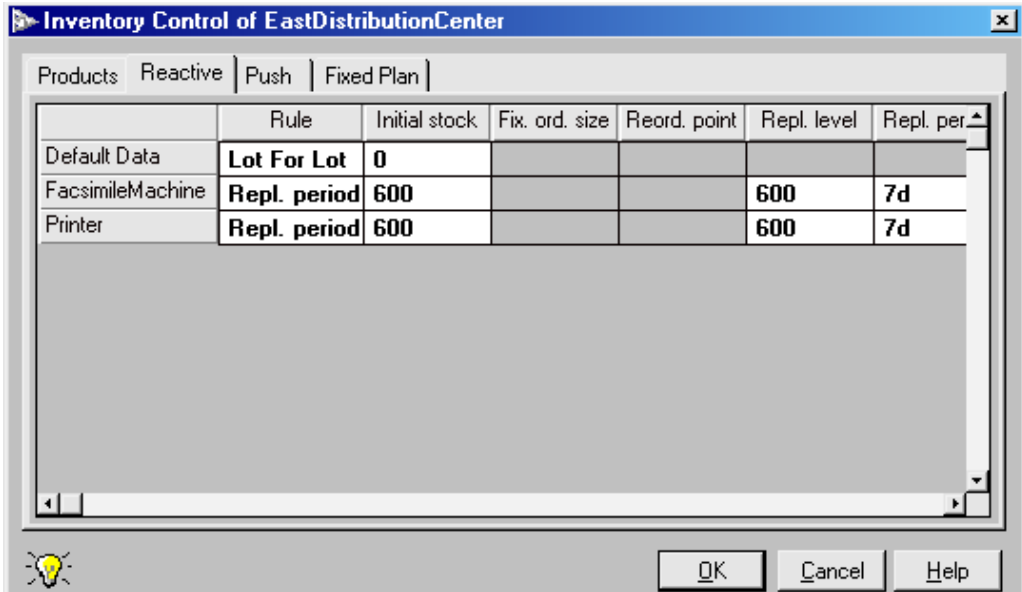 Inventory Control of EastDistributionCenter
Products Reactive Push Fixed Plan
Rule Initial stock Fix. ord. size Reord. point Repl. level Repl. per
Default Data Lot For Lot 0
FacsimileMachine Repl. period 600 600 7d
Printer Repl. period 600 600 7d
OK Cancel Help